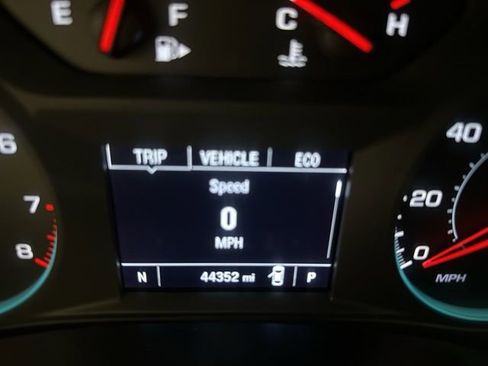 E F C H
TRIP VEHICLE ECO
Speed
0
MPH
N 44352 mi P
6
7
8
40
20
0
MPH